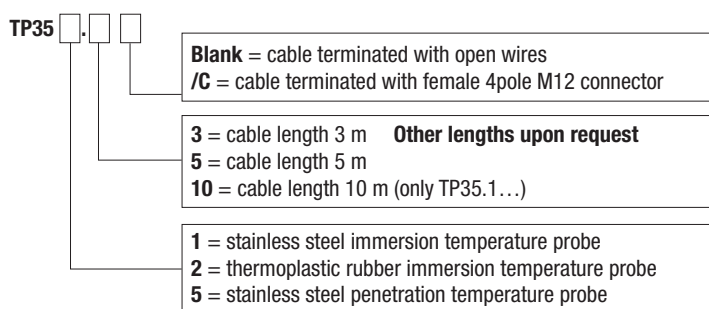 TP35 .
Blank = cable terminated with open wires
/C = cable terminated with female 4pole M12 connector
3 = cable length 3 m Other lengths upon request
5 = cable length 5 m
10 = cable length 10 m (only TP35.1…)
1 = stainless steel immersion temperature probe
2 = thermoplastic rubber immersion temperature probe
5 = stainless steel penetration temperature probe